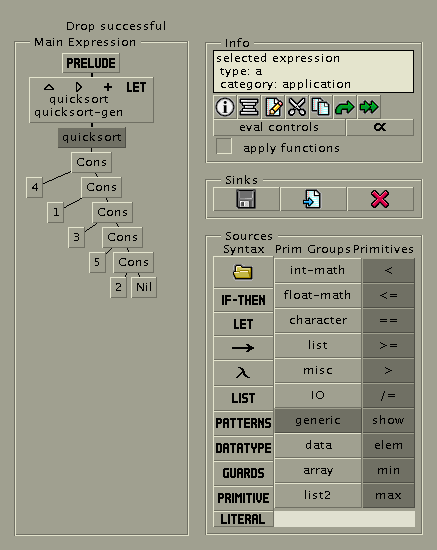 Drop successful
Main Expression
PRELUDE
+ LET
quicksort
quicksort-gen
quicksort
Cons
4 Cons
1 Cons
3 Cons
5 Cons
2 Nil
Info
selected expression
type: a
category: application
eval controls α
apply functions
Sinks
Sources
Syntax Prim Groups Primitives
int-math <
IF-THEN float-math <=
LET character ==
→ list >=
λ misc >
LIST IO /=
PATTERNS generic show
DATATYPE data elem
GUARDS array min
PRIMITIVE list2 max
LITERAL